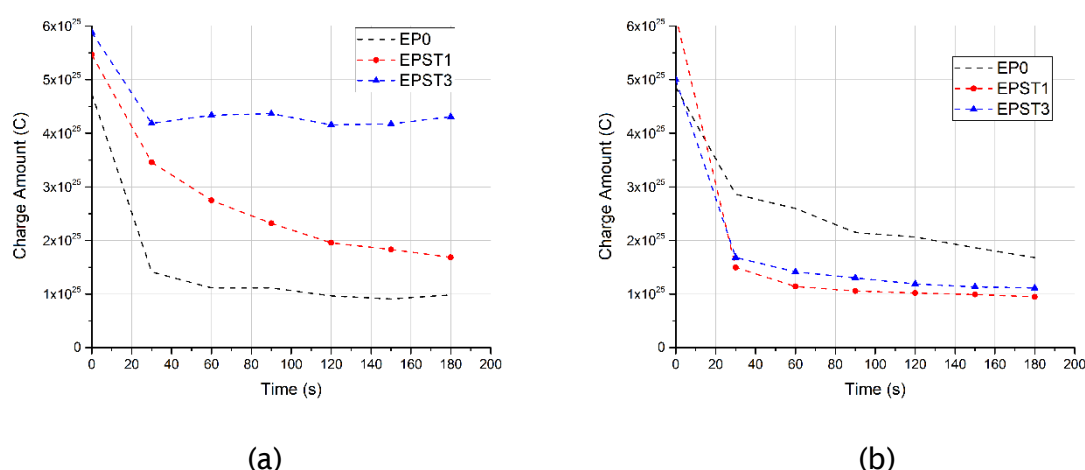 6x10²⁵
5x10²⁵
4x10²⁵
3x10²⁵
2x10²⁵
1x10²⁵
0
Charge Amount (C)
EP0
EPST1
EPST3
0 20 40 60 80 100 120 140 160 180 200
Time (s)
(a)
6x10²⁵
5x10²⁵
4x10²⁵
3x10²⁵
2x10²⁵
1x10²⁵
0
Charge Amount (C)
EP0
EPST1
EPST3
0 20 40 60 80 100 120 140 160 180 200
Time (s)
(b)